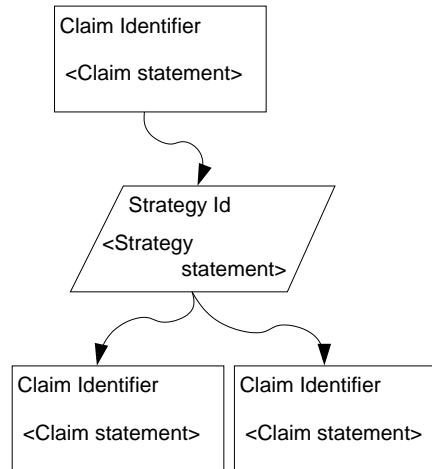 Claim Identifier
<Claim statement>
Strategy Id
<Strategy
statement>
Claim Identifier
<Claim statement>
Claim Identifier
<Claim statement>